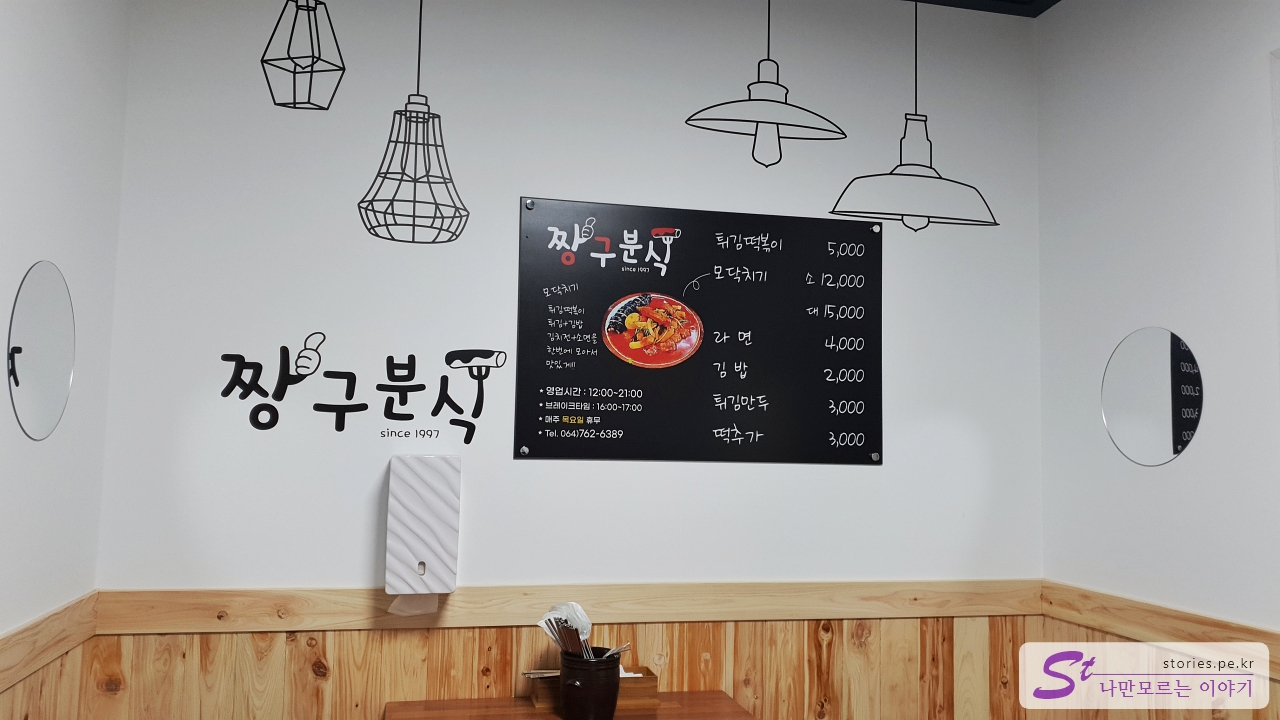 짱구분식
since 1997
짱구분식
since 1997
모닥치기
튀김떡볶이
튀김+김밥
김치전+소면을
한번에 모아서
맛있게!!
* 영업시간 : 12:00~21:00
* 브레이크타임 : 16:00~17:00
* 매주 목요일 휴무
* Tel. 064)762-6389
튀김떡볶이 5,000
모닥치기 소 12,000
대 15,000
라 면 4,000
김 밥 2,000
튀김만두 3,000
떡추가 3,000
St
stories.pe.kr
나만모르는 이야기